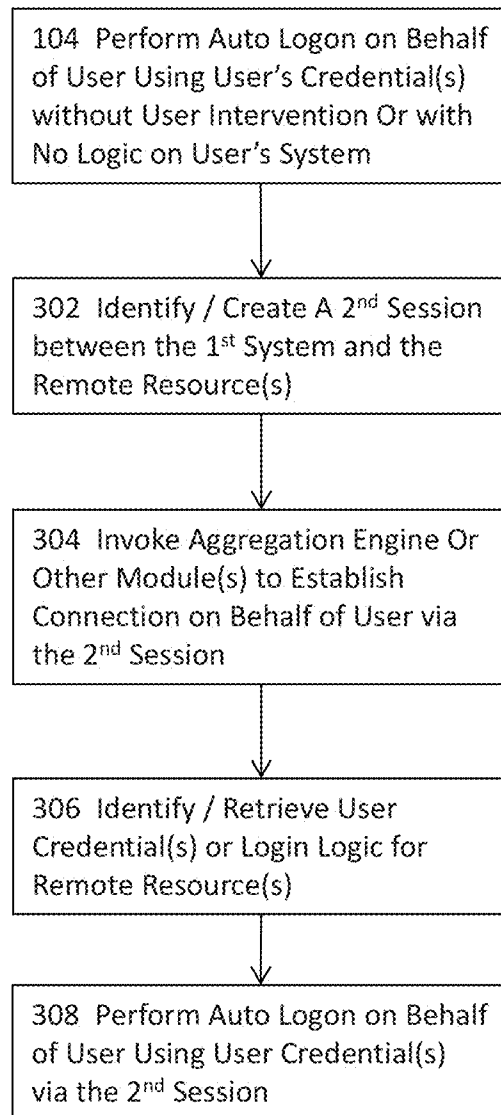 104 Perform Auto Logon on Behalf
of User Using User's Credential(s)
without User Intervention Or with
No Logic on User's System
302 Identify / Create A 2nd Session
between the 1st System and the
Remote Resource(s)
304 Invoke Aggregation Engine Or
Other Module(s) to Establish
Connection on Behalf of User via
the 2nd Session
306 Identify / Retrieve User
Credential(s) or Login Logic for
Remote Resource(s)
308 Perform Auto Logon on Behalf
of User Using User Credential(s)
via the 2nd Session